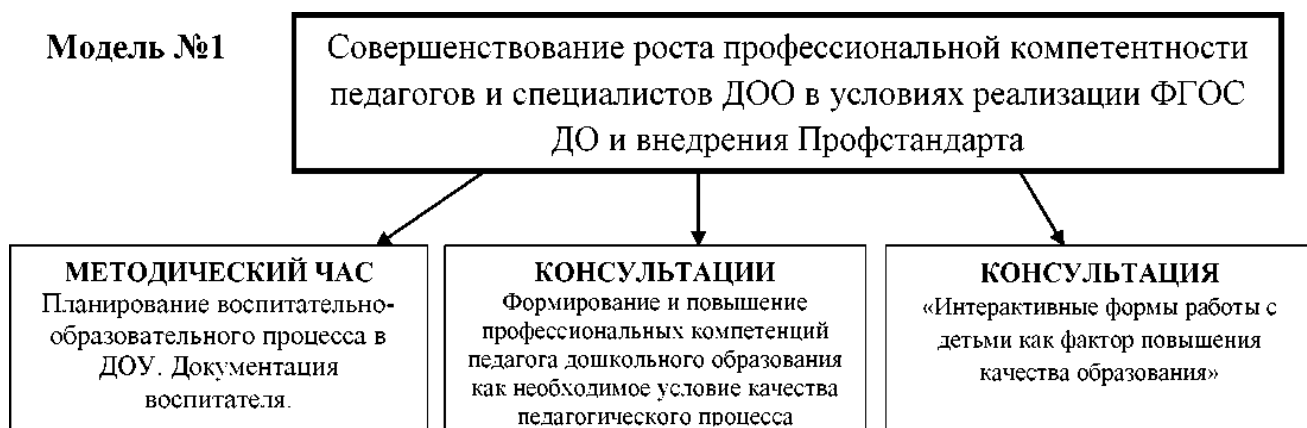 Модель №1
Совершенствование роста профессиональной компетентности
педагогов и специалистов ДОО в условиях реализации ФГОС
ДО и внедрения Профстандарта
МЕТОДИЧЕСКИЙ ЧАС
Планирование воспитательно-
образовательного процесса в
ДОУ. Документация
воспитателя.
КОНСУЛЬТАЦИИ
Формирование и повышение
профессиональных компетенций
педагога дошкольного образования
как необходимое условие качества
педагогического процесса
КОНСУЛЬТАЦИЯ
«Интерактивные формы работы с
детьми как фактор повышения
качества образования»